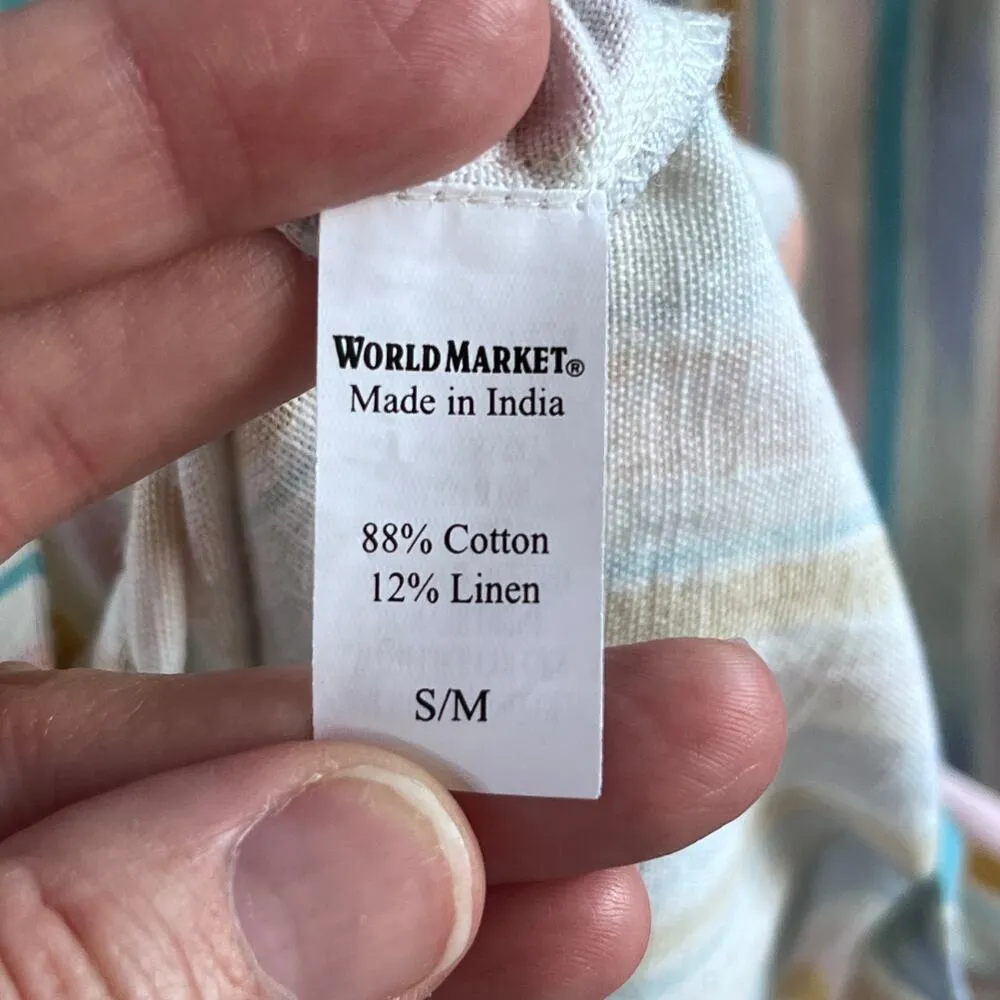 WORLD MARKET®
Made in India
88% Cotton
12% Linen
S/M